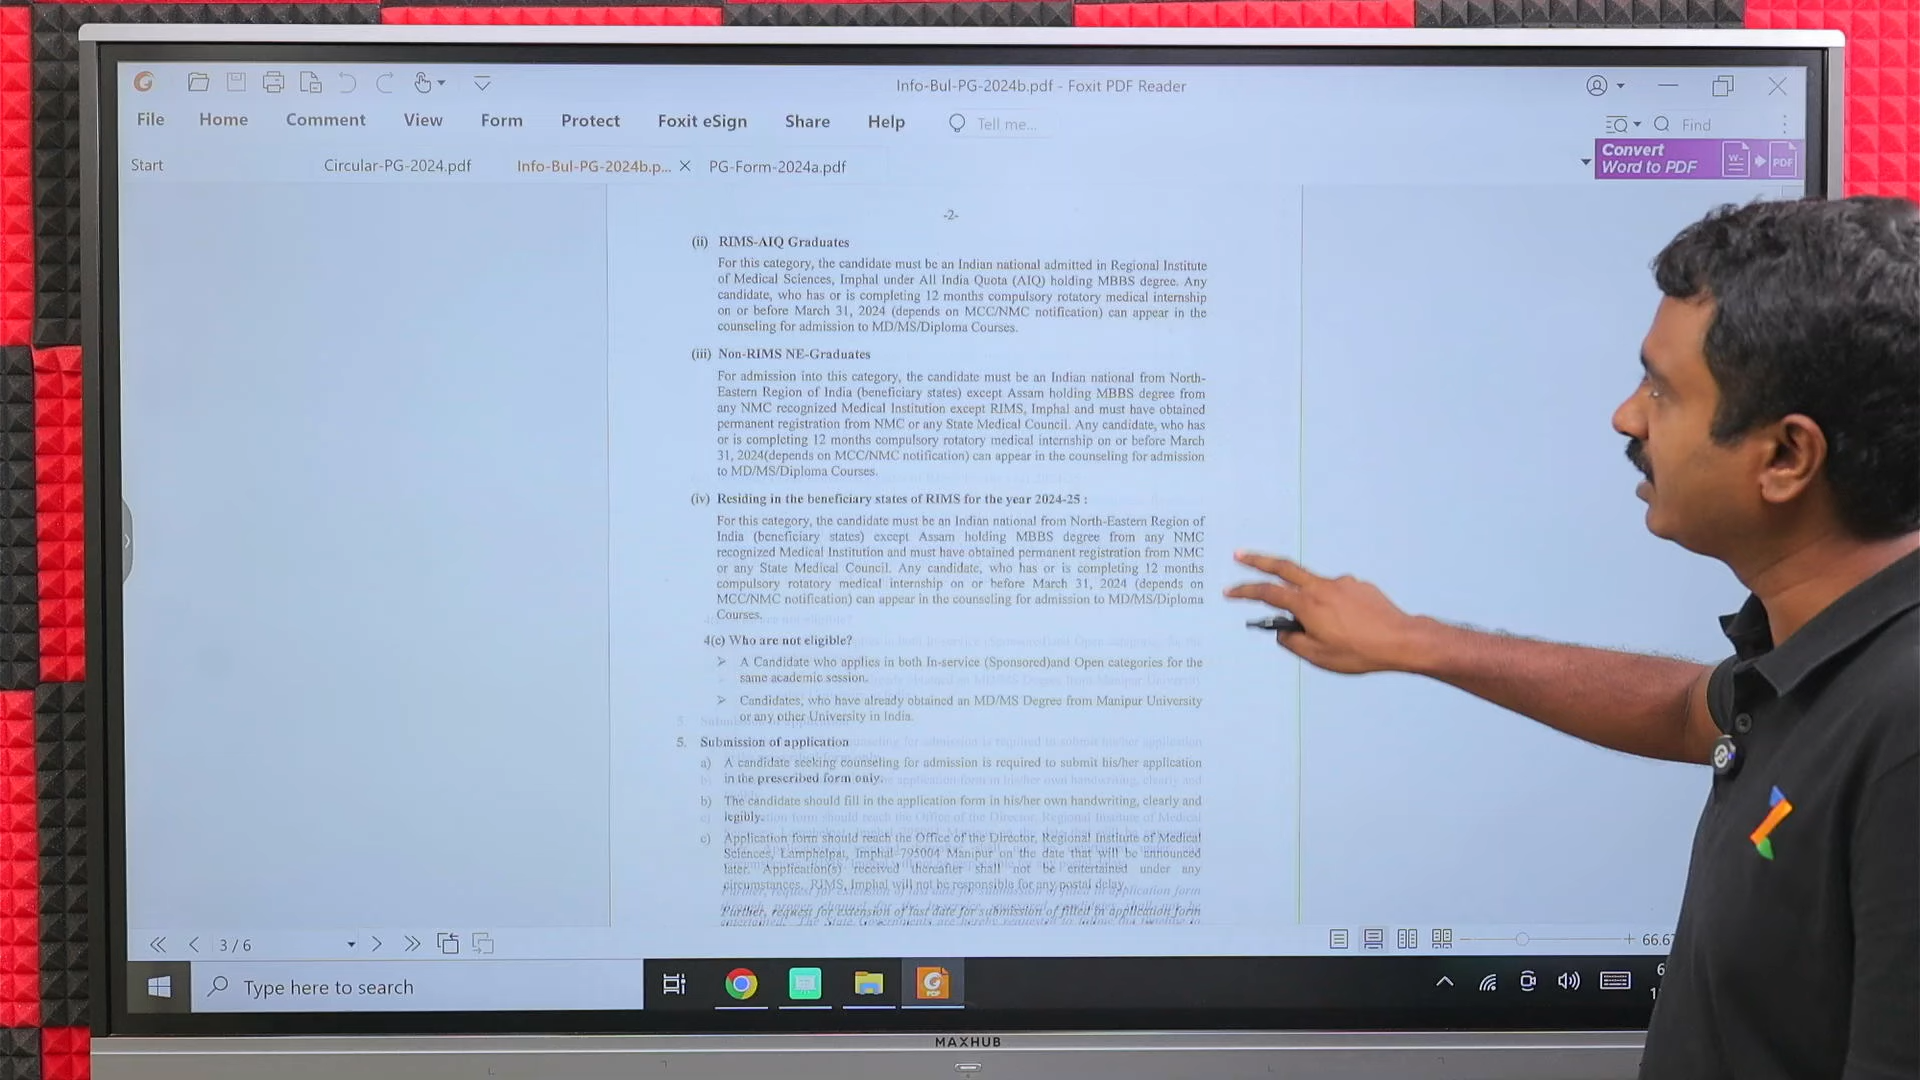 Info-Bul-PG-2024b.pdf - Foxit PDF Reader
File Home Comment View Form Protect Foxit eSign Share Help Tell me... Find
Start Circular-PG-2024.pdf Info-Bul-PG-2024b.p... PG-Form-2024a.pdf
Convert
Word to PDF
W PDF
-2-
(ii) RIMS-AIQ Graduates
For this category, the candidate must be an Indian national admitted in Regional Institute
of Medical Sciences, Imphal under All India Quota (AIQ) holding MBBS degree. Any
candidate, who has or is completing 12 months compulsory rotatory medical internship
on or before March 31, 2024 (depends on MCC/NMC notification) can appear in the
counseling for admission to MD/MS/Diploma Courses.
(iii) Non-RIMS NE-Graduates
For admission into this category, the candidate must be an Indian national from North-
Eastern Region of India (beneficiary states) except Assam holding MBBS degree from
any NMC recognized Medical Institution except RIMS, Imphal and must have obtained
permanent registration from NMC or any State Medical Council. Any candidate, who has
or is completing 12 months compulsory rotatory medical internship on or before March
31, 2024(depends on MCC/NMC notification) can appear in the counseling for admission
to MD/MS/Diploma Courses.
(iv) Residing in the beneficiary states of RIMS for the year 2024-25 :
For this category, the candidate must be an Indian national from North-Eastern Region of
India (beneficiary states) except Assam holding MBBS degree from any NMC
recognized Medical Institution and must have obtained permanent registration from NMC
or any State Medical Council. Any candidate, who has or is completing 12 months
compulsory rotatory medical internship on or before March 31, 2024 (depends on
MCC/NMC notification) can appear in the counseling for admission to MD/MS/Diploma
Courses.
4(c) Who are not eligible?
➢ A Candidate who applies in both In-service (Sponsored)and Open categories for the
same academic session.
➢ Candidates, who have already obtained an MD/MS Degree from Manipur University
or any other University in India.
5. Submission of application
a) A candidate seeking counseling for admission is required to submit his/her application
in the prescribed form only.
b) The candidate should fill in the application form in his/her own handwriting, clearly and
legibly.
c) Application form should reach the Office of the Director, Regional Institute of Medical
Sciences, Lamphelpat, Imphal-795004 Manipur on the date that will be announced
later. Application(s) received thereafter shall not be entertained under any
circumstances. RIMS, Imphal will not be responsible for any postal delay.
Further, request for extension of last date for submission of filled in application form
3 / 6
66.67
Type here to search
PDF
MAXHUB